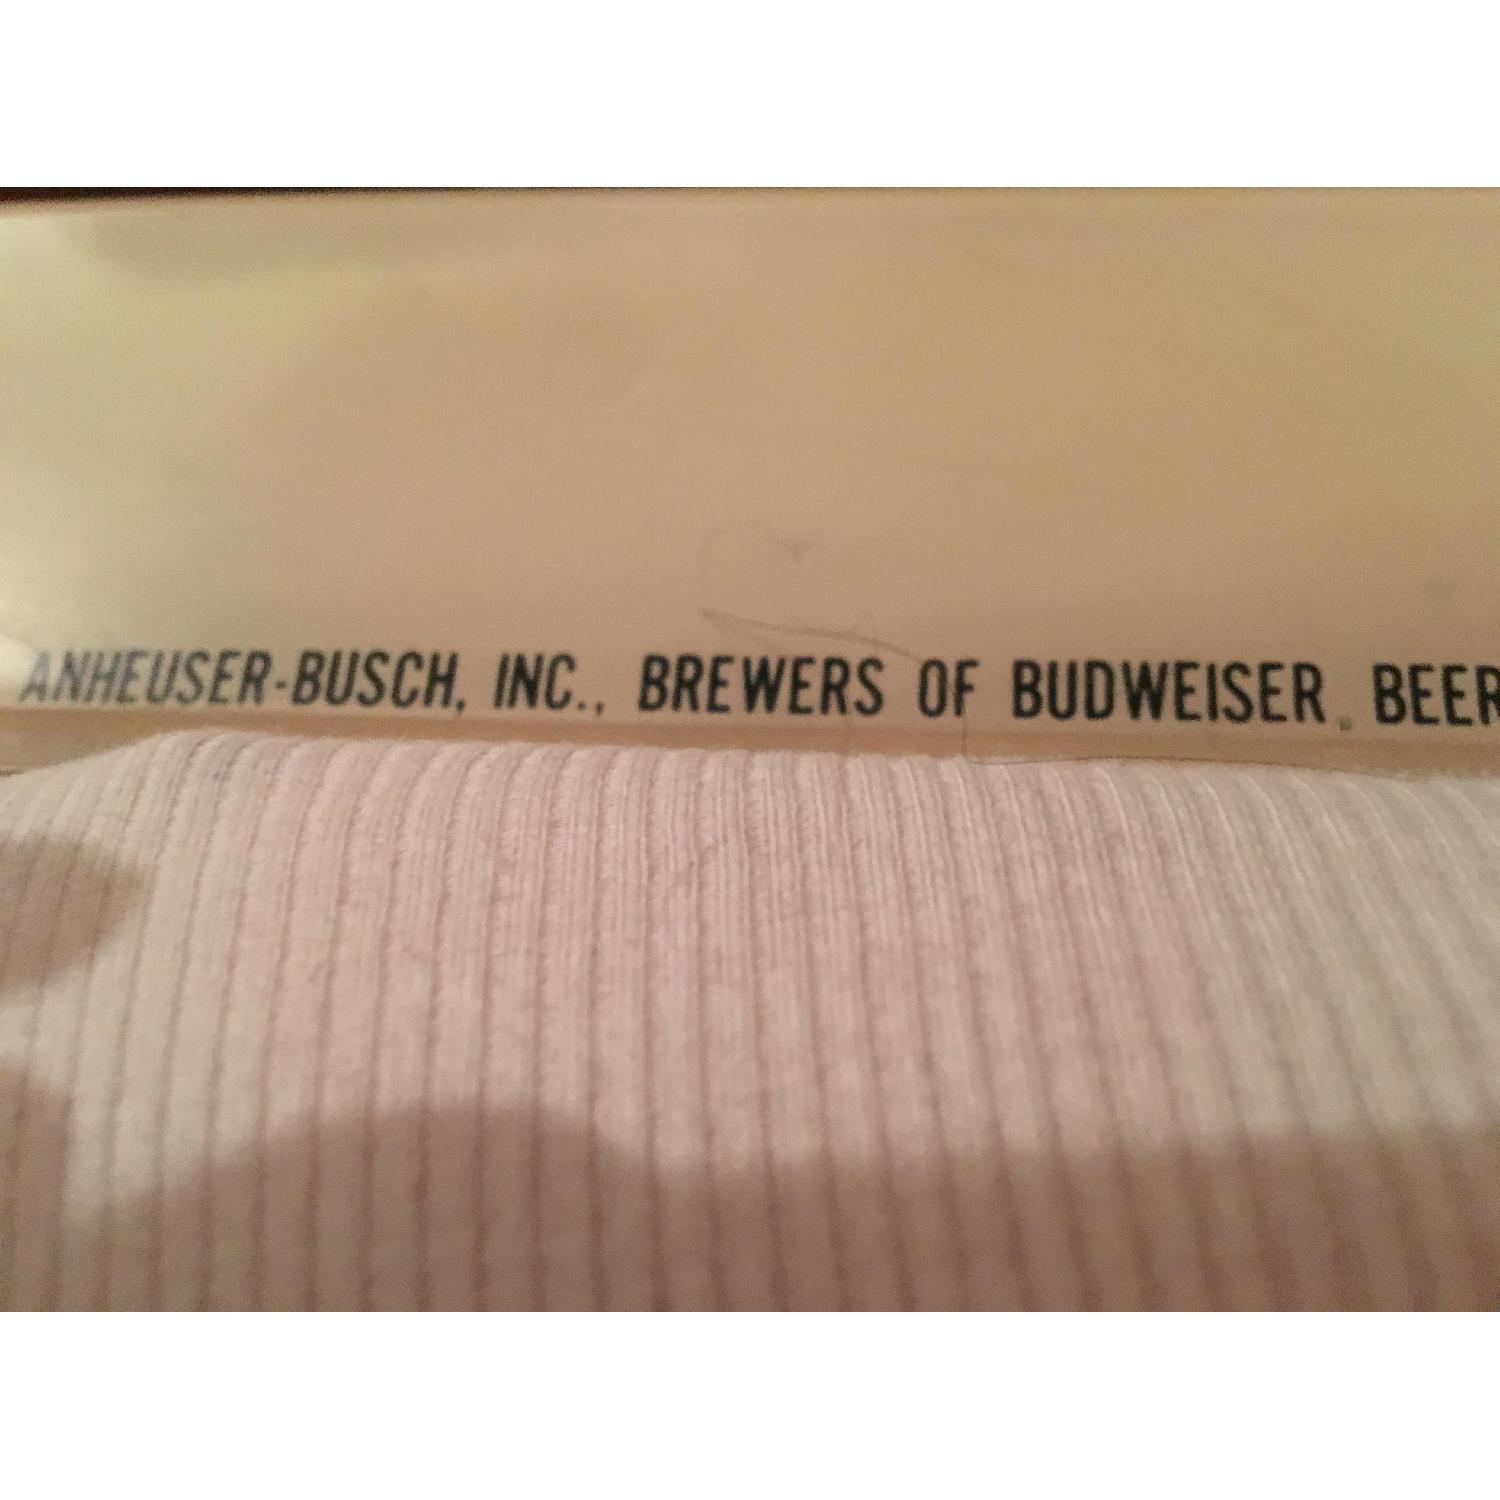 ANHEUSER-BUSCH, INC., BREWERS OF BUDWEISER® BEER